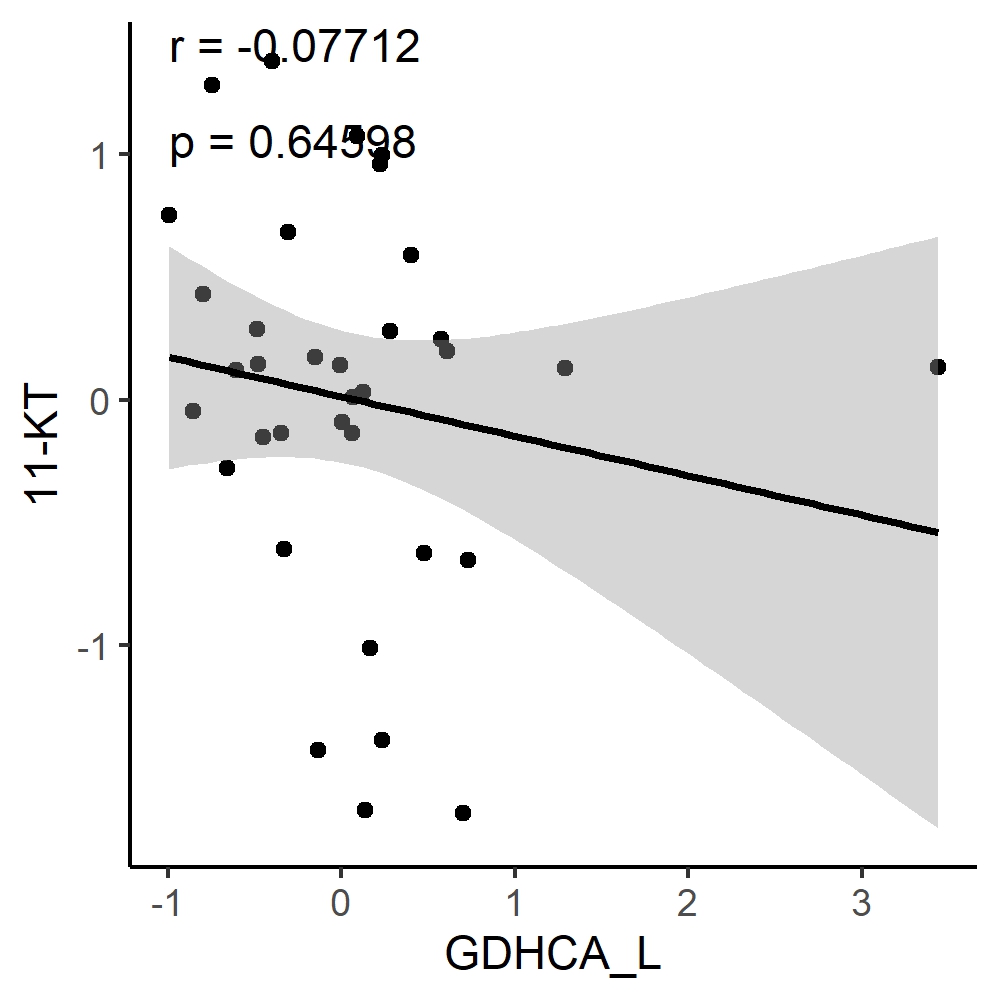 r = -0.07712
p = 0.64598
1
0
-1
11-KT
-1 0 1 2 3
GDHCA_L